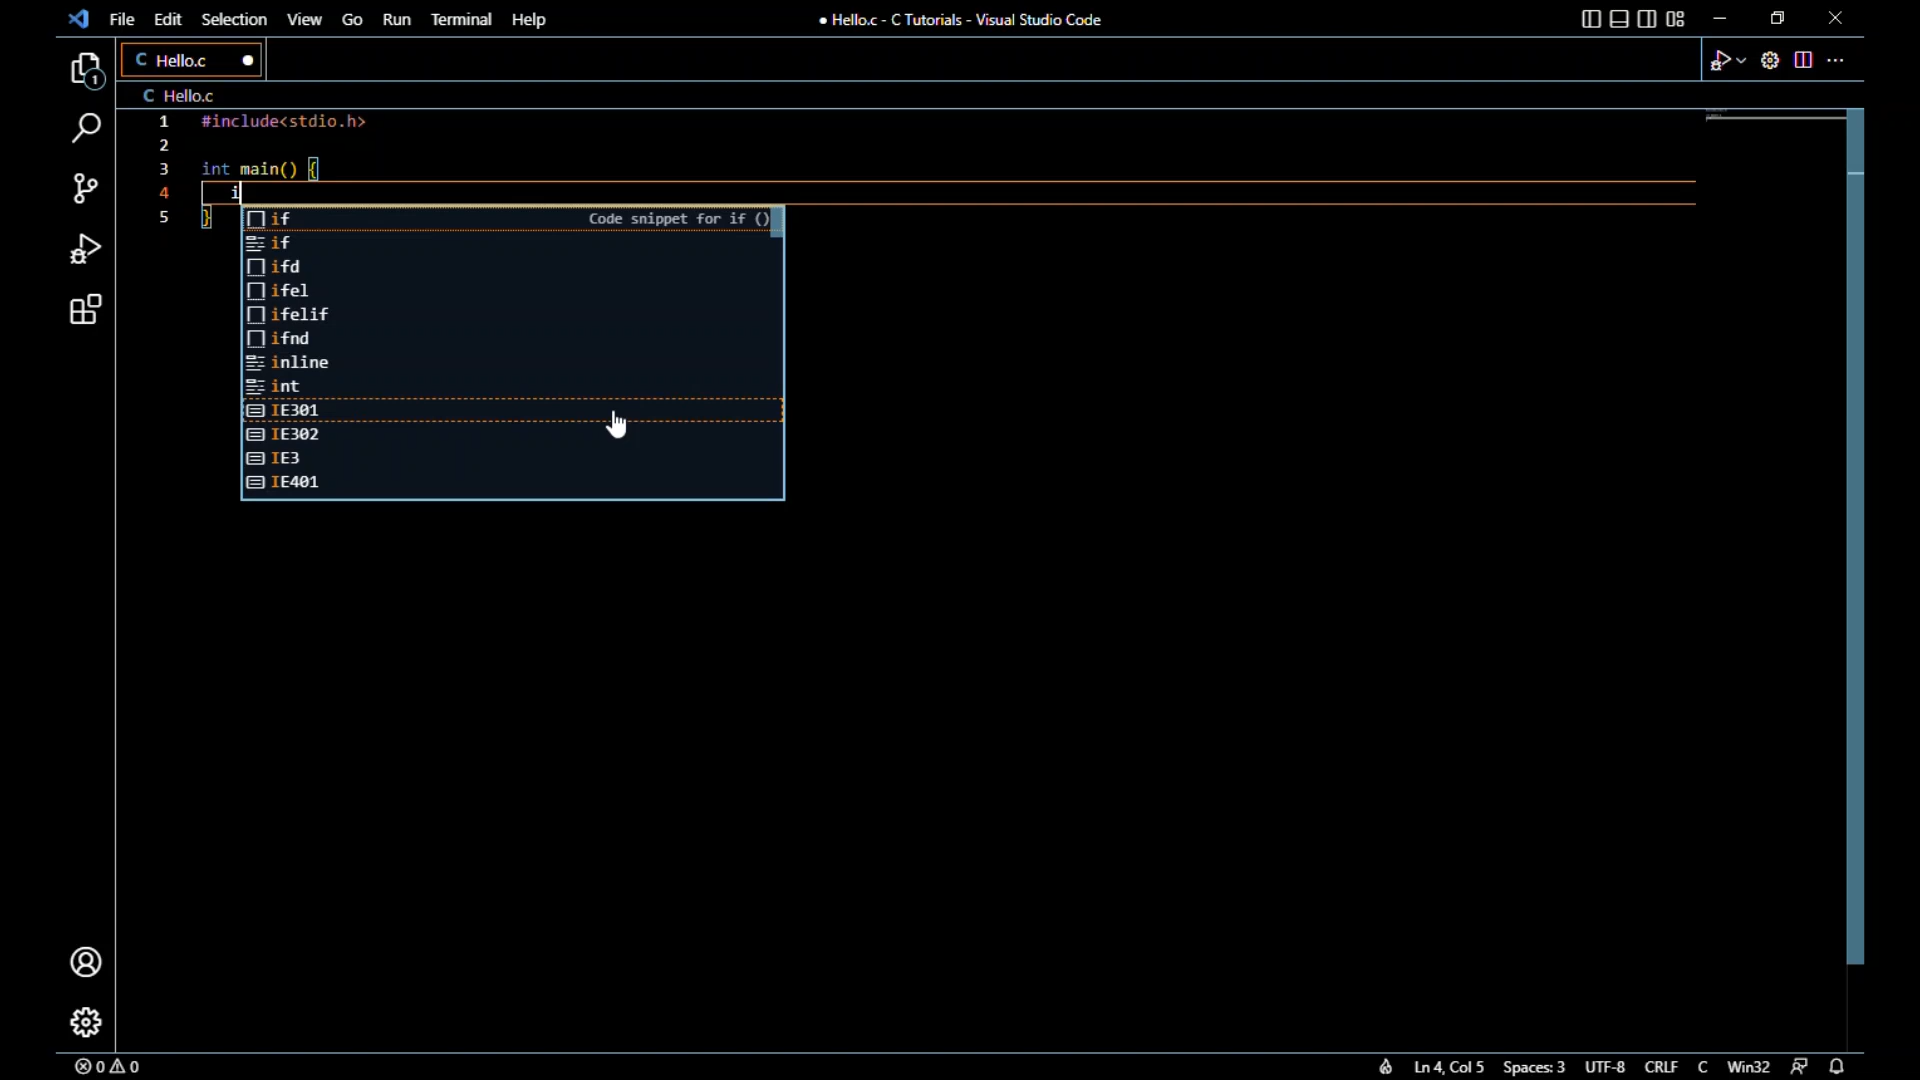 File Edit Selection View Go Run Terminal Help
● Hello.c - C Tutorials - Visual Studio Code
1
C Hello.c ●
C Hello.c
1 #include<stdio.h>
2
3 int main() {
4 i
5 }
if Code snippet for if ()
if
ifd
ifel
ifelif
ifnd
inline
int
IE301
IE302
IE3
IE401
0 0
Ln 4, Col 5 Spaces: 3 UTF-8 CRLF C Win32